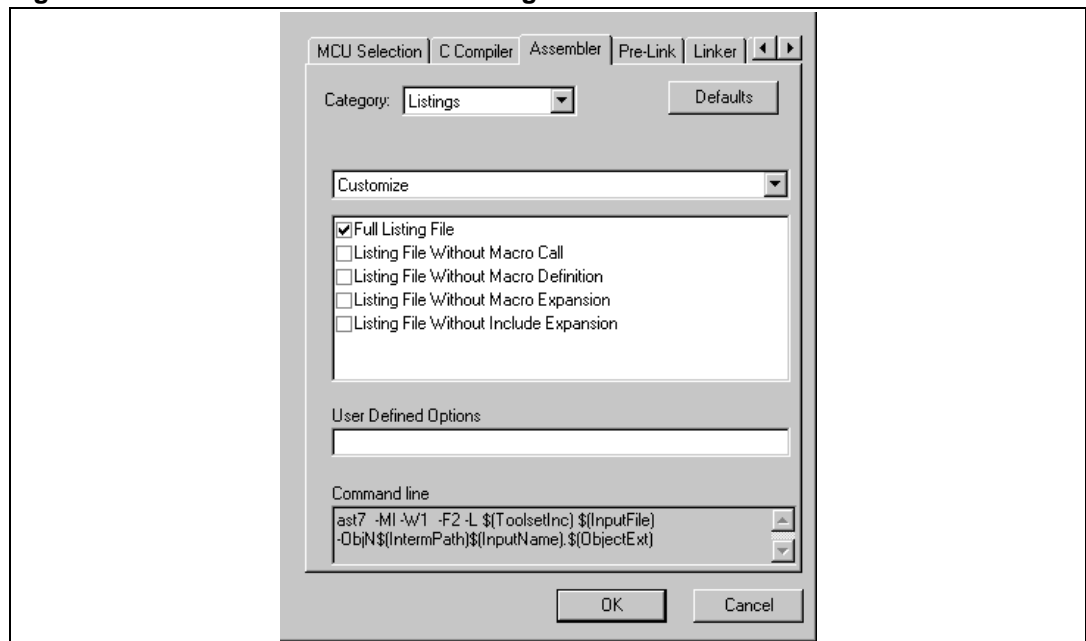 MCU Selection C Compiler Assembler Pre-Link Linker
Category: Listings Defaults
Customize
Full Listing File
Listing File Without Macro Call
Listing File Without Macro Definition
Listing File Without Macro Expansion
Listing File Without Include Expansion
User Defined Options
Command line
ast7 -MI -W1 -F2 -L $(ToolsetInc) $(InputFile)
-ObjN$(IntermPath)$(InputName).$(ObjectExt)
OK Cancel